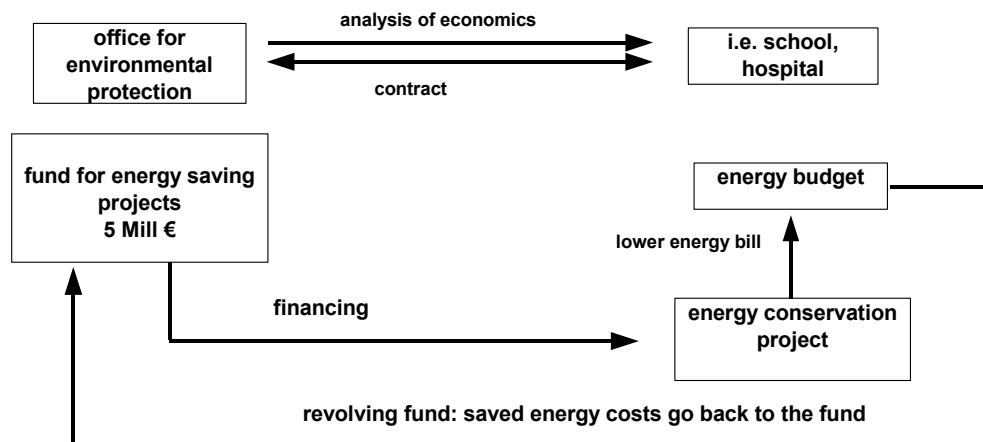 analysis of economics
office for
environmental
protection
i.e. school,
hospital
contract
fund for energy saving
projects
5 Mill €
energy budget
lower energy bill
financing
energy conservation
project
revolving fund: saved energy costs go back to the fund